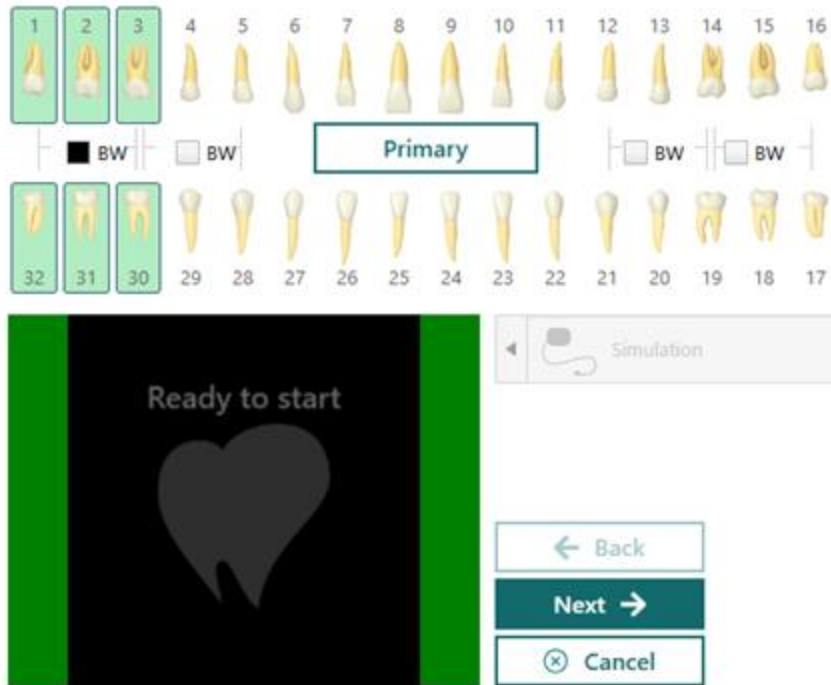 1 2 3 4 5 6 7 8 9 10 11 12 13 14 15 16
BW BW Primary BW BW
32 31 30 29 28 27 26 25 24 23 22 21 20 19 18 17
Ready to start
Simulation
Back
Next
Cancel